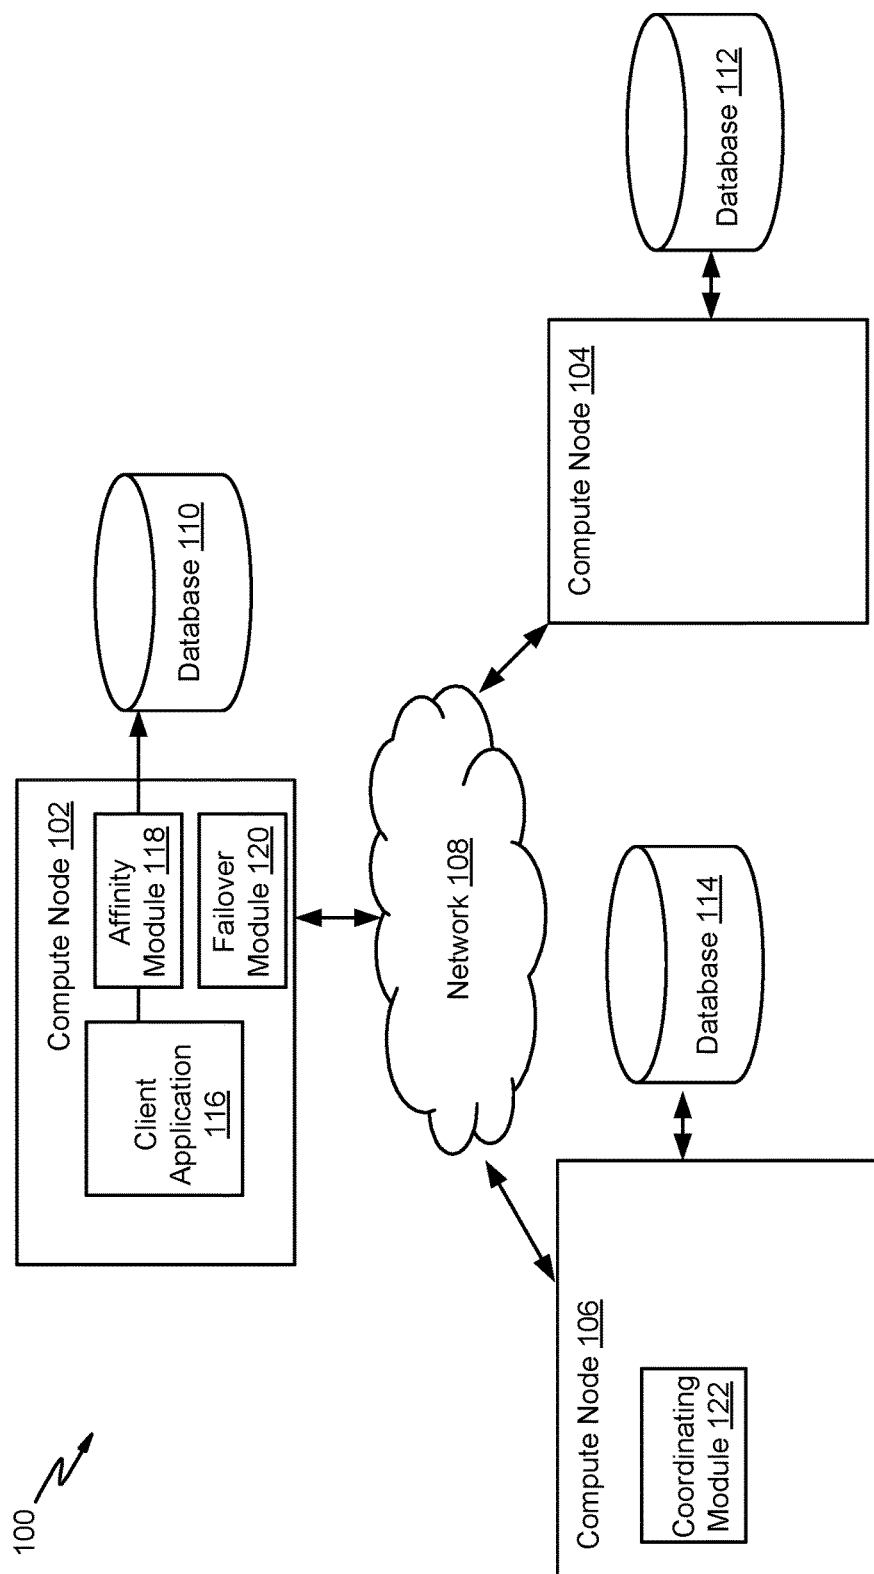 100
Compute Node 102
Client
Application
116
Affinity
Module 118
Failover
Module 120
Database 110
Network 108
Compute Node 106
Coordinating
Module 122
Database 114
Compute Node 104
Database 112